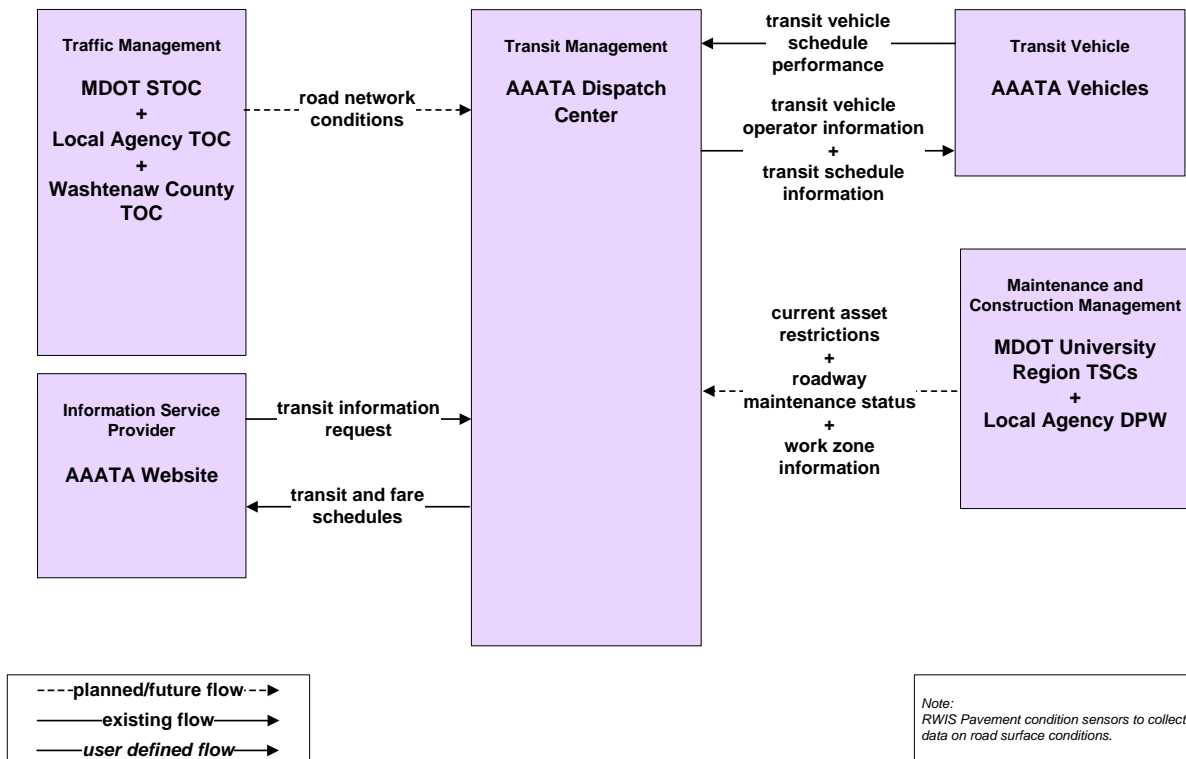 Traffic Management
MDOT STOC
+
Local Agency TOC
+
Washtenaw County
TOC
road network
conditions
Transit Management
AAATA Dispatch
Center
transit vehicle
schedule
performance
transit vehicle
operator information
+
transit schedule
information
Transit Vehicle
AAATA Vehicles
Information Service
Provider
AAATA Website
transit information
request
transit and fare
schedules
current asset
restrictions
+
roadway
maintenance status
+
work zone
information
Maintenance and
Construction Management
MDOT University
Region TSCs
+
Local Agency DPW
planned/future flow
existing flow
user defined flow
Note:
RWIS Pavement condition sensors to collect
data on road surface conditions.